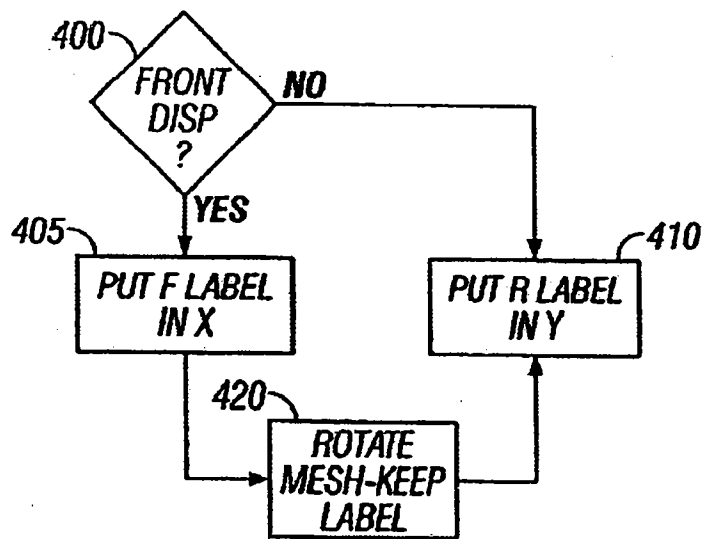 400
FRONT
DISP
?
NO
YES
405
PUT F LABEL
IN X
410
PUT R LABEL
IN Y
420
ROTATE
MESH-KEEP
LABEL